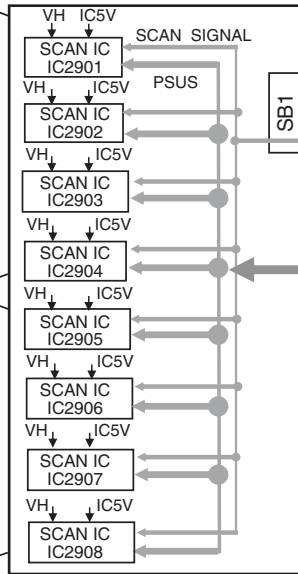 VH IC5V
SCAN IC
IC2901
SCAN SIGNAL
PSUS
SB1
VH IC5V
SCAN IC
IC2902
VH IC5V
SCAN IC
IC2903
VH IC5V
SCAN IC
IC2904
VH IC5V
SCAN IC
IC2905
VH IC5V
SCAN IC
IC2906
VH IC5V
SCAN IC
IC2907
VH IC5V
SCAN IC
IC2908